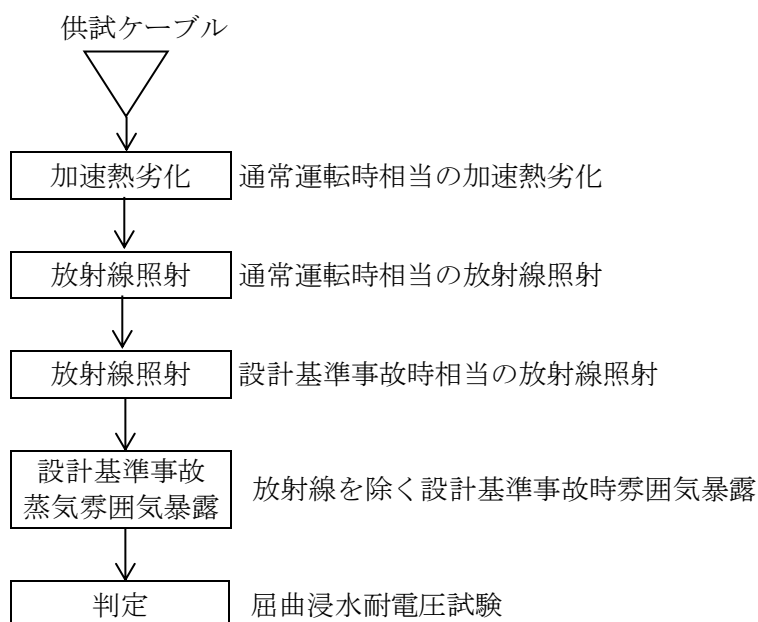 供試ケーブル
加速熱劣化 通常運転時相当の加速熱劣化
放射線照射 通常運転時相当の放射線照射
放射線照射 設計基準事故時相当の放射線照射
設計基準事故
蒸気雰囲気暴露
放射線を除く設計基準事故時雰囲気暴露
判定 屈曲浸水耐電圧試験